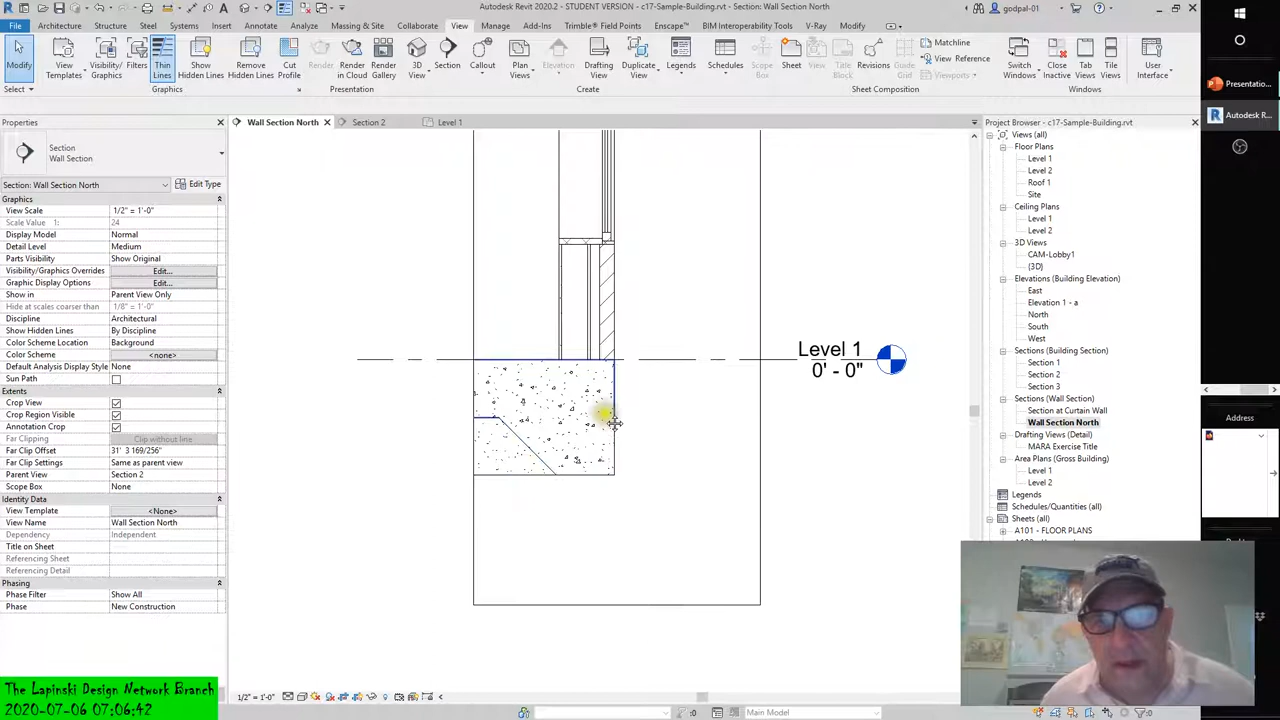 Autodesk Revit 2020.2 - STUDENT VERSION - c17-Sample-Building.rvt - Section: Wall Section North
godpal-01
File Architecture Structure Steel Systems Insert Annotate Analyze Massing & Site Collaborate View Manage Add-Ins Trimble® Field Points Enscape™ BIM Interoperability Tools V-Ray Modify
Modify
Select
View Templates
Visibility/ Graphics
Filters
Thin Lines
Show Hidden Lines
Remove Hidden Lines
Cut Profile
Graphics
Render
Render in Cloud
Render Gallery
Presentation
3D View
Section
Callout
Plan Views
Elevation
Drafting View
Duplicate View
Legends
Schedules
Scope Box
Create
Sheet
View
Title Block
Revisions
Guide Grid
Matchline
View Reference
Viewports
Sheet Composition
Switch Windows
Close Inactive
Tab Views
Tile Views
Windows
User Interface
Properties
Wall Section North
Section 2
Level 1
Project Browser - c17-Sample-Building.rvt
Section
Wall Section
Section: Wall Section North
Edit Type
Graphics
View Scale 1/2" = 1'-0"
Scale Value 1: 24
Display Model Normal
Detail Level Medium
Parts Visibility Show Original
Visibility/Graphics Overrides Edit...
Graphic Display Options Edit...
Show in Parent View Only
Hide at scales coarser than 1/8" = 1'-0"
Discipline Architectural
Show Hidden Lines By Discipline
Color Scheme Location Background
Color Scheme <none>
Default Analysis Display Style None
Sun Path
Extents
Crop View
Crop Region Visible
Annotation Crop
Far Clipping Clip without line
Far Clip Offset 31' 3 169/256"
Far Clip Settings Same as parent view
Parent View Section 2
Scope Box None
Identity Data
View Template <None>
View Name Wall Section North
Dependency Independent
Title on Sheet
Referencing Sheet
Referencing Detail
Phasing
Phase Filter Show All
Phase New Construction
Level 1
0' - 0"
Views (all)
Floor Plans
Level 1
Level 2
Roof 1
Site
Ceiling Plans
Level 1
Level 2
3D Views
CAM-Lobby1
{3D}
Elevations (Building Elevation)
East
Elevation 1 - a
North
South
West
Sections (Building Section)
Section 1
Section 2
Section 3
Sections (Wall Section)
Section at Curtain Wall
Wall Section North
Drafting Views (Detail)
MARA Exercise Title
Area Plans (Gross Building)
Level 1
Level 2
Legends
Schedules/Quantities (all)
Sheets (all)
A101 - FLOOR PLANS
Presentatio...
Autodesk R...
Address
1/2" = 1'-0"
:0
Main Model
:0
The Lapinski Design Network Branch
2020-07-06 07:06:42